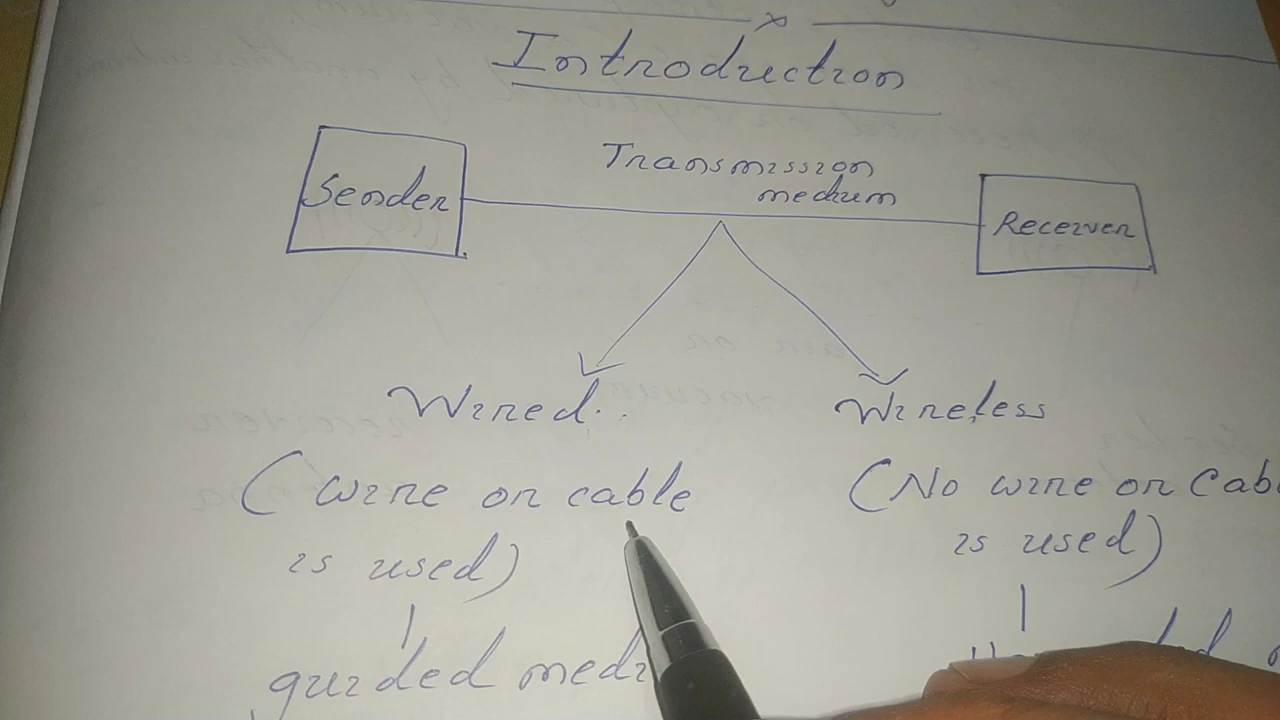 Introduction
Transmission
medium
Sender
Receiver
Wired
Wireless
(wire or cable
is used)
(No wire or Cab
is used)
guided medi